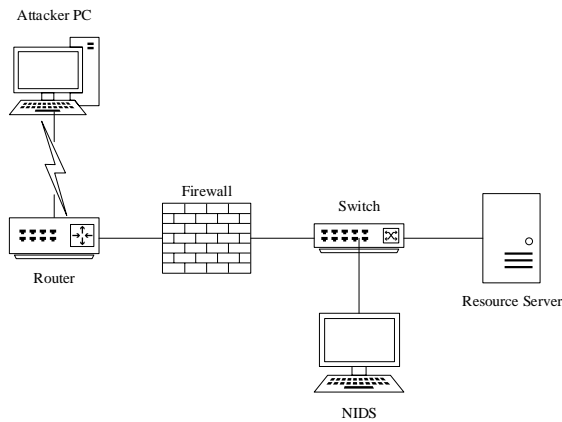 Attacker PC
Firewall
Switch
Router
Resource Server
NIDS